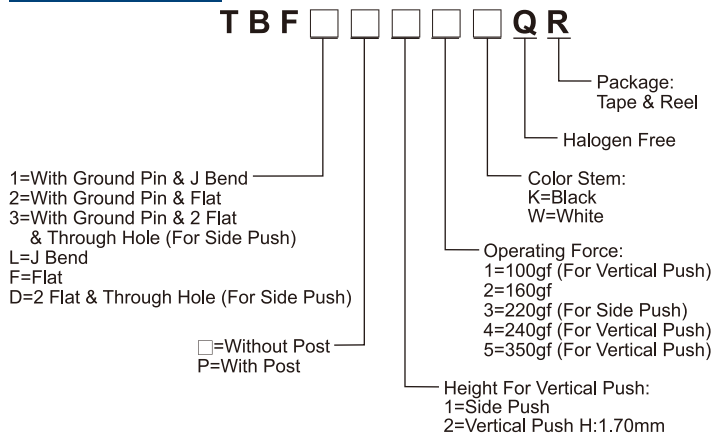 TBF□□□□□QR
Package:
Tape & Reel
Halogen Free
Color Stem:
K=Black
W=White
Operating Force:
1=100gf (For Vertical Push)
2=160gf
3=220gf (For Side Push)
4=240gf (For Vertical Push)
5=350gf (For Vertical Push)
Height For Vertical Push:
1=Side Push
2=Vertical Push H:1.70mm
□=Without Post
P=With Post
1=With Ground Pin & J Bend
2=With Ground Pin & Flat
3=With Ground Pin & 2 Flat
& Through Hole (For Side Push)
L=J Bend
F=Flat
D=2 Flat & Through Hole (For Side Push)